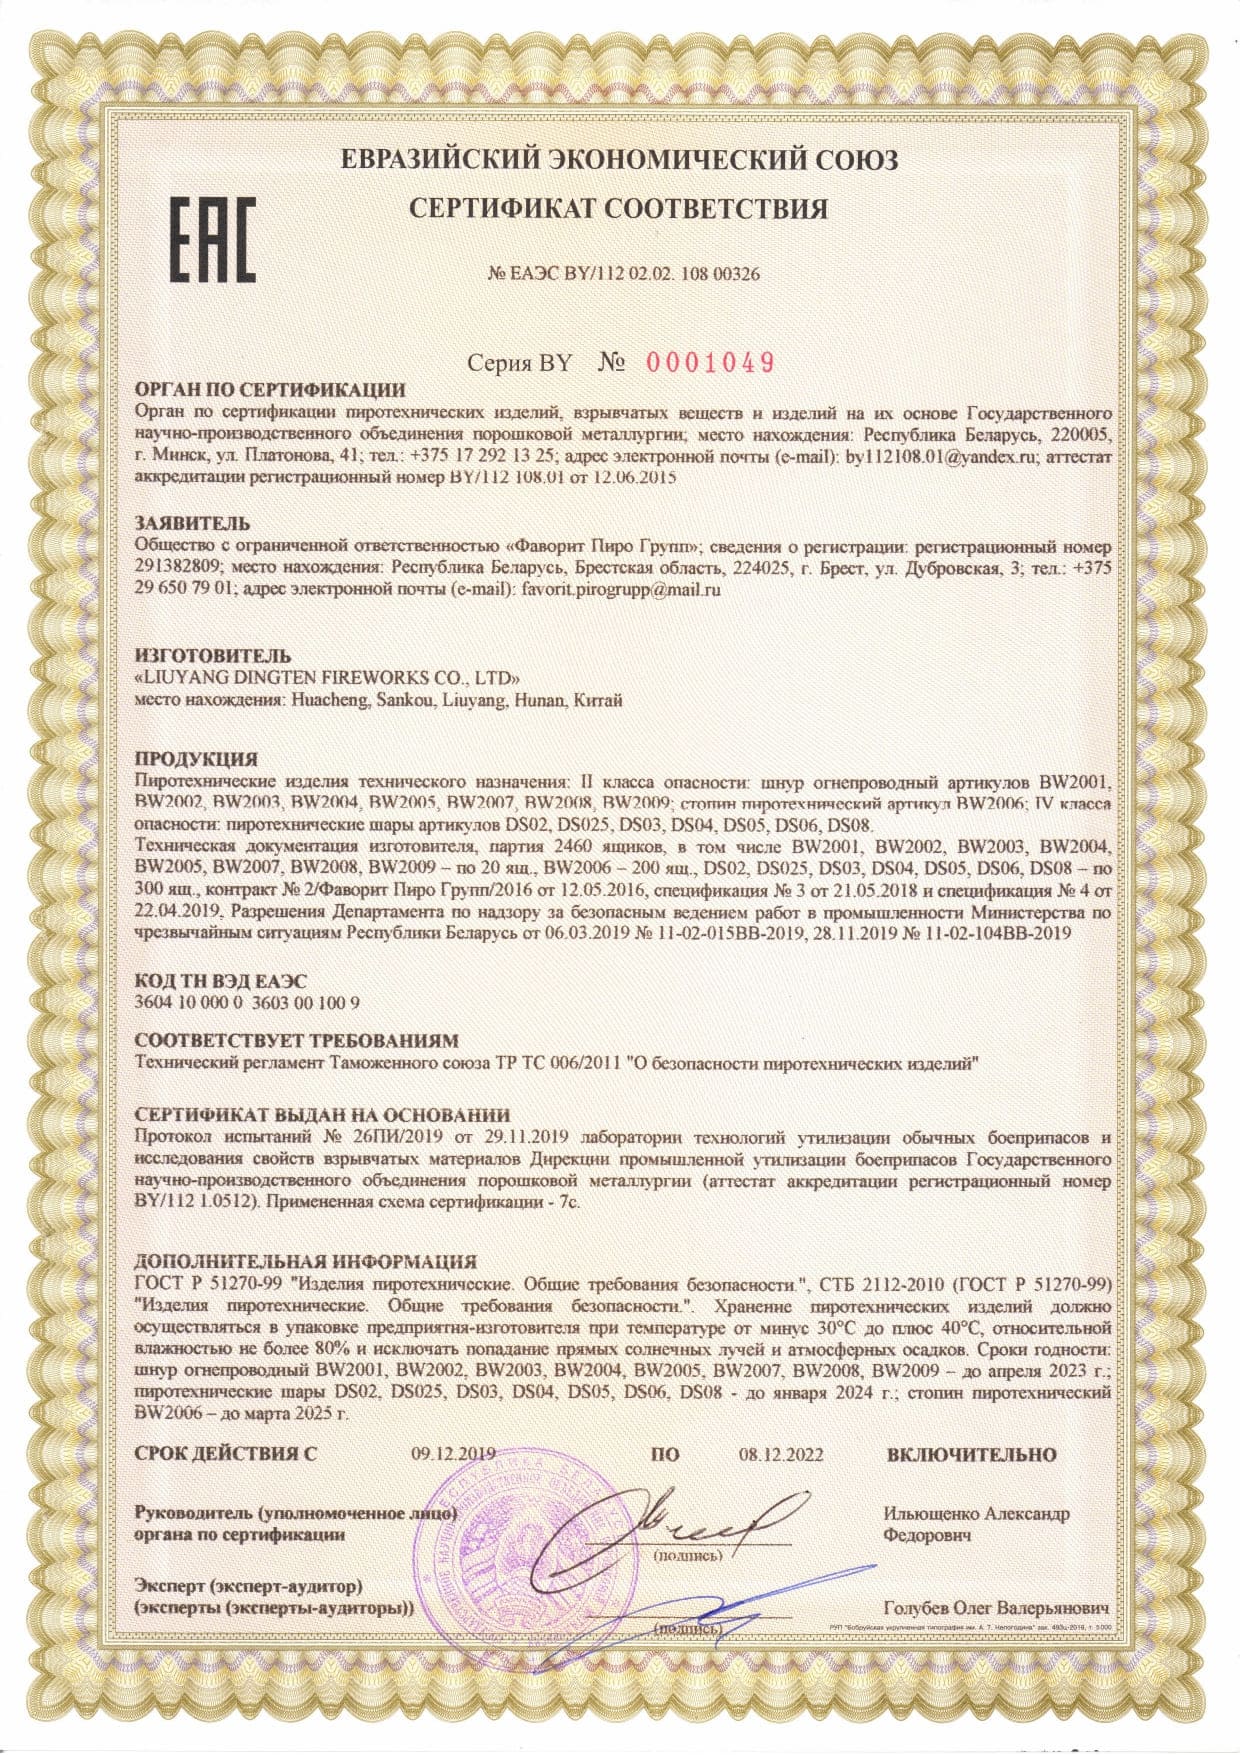 ЕВРАЗИЙСКИЙ ЭКОНОМИЧЕСКИЙ СОЮЗ
EAC
СЕРТИФИКАТ СООТВЕТСТВИЯ
№ ЕАЭС BY/112 02.02. 108 00326
Серия BY № 0001049
ОРГАН ПО СЕРТИФИКАЦИИ
Орган по сертификации пиротехнических изделий, взрывчатых веществ и изделий на их основе Государственного
научно-производственного объединения порошковой металлургии; место нахождения: Республика Беларусь, 220005,
г. Минск, ул. Платонова, 41; тел.: +375 17 292 13 25; адрес электронной почты (e-mail): by112108.01@yandex.ru; аттестат
аккредитации регистрационный номер BY/112 108.01 от 12.06.2015
ЗАЯВИТЕЛЬ
Общество с ограниченной ответственностью «Фаворит Пиро Групп»; сведения о регистрации: регистрационный номер
291382809; место нахождения: Республика Беларусь, Брестская область, 224025, г. Брест, ул. Дубровская, 3; тел.: +375
29 650 79 01; адрес электронной почты (e-mail): favorit.pirogrupp@mail.ru
ИЗГОТОВИТЕЛЬ
«LIUYANG DINGTEN FIREWORKS CO., LTD»
место нахождения: Huacheng, Sankou, Liuyang, Hunan, Китай
ПРОДУКЦИЯ
Пиротехнические изделия технического назначения: II класса опасности: шнур огнепроводный артикулов BW2001,
BW2002, BW2003, BW2004, BW2005, BW2007, BW2008, BW2009; стопин пиротехнический артикул BW2006; IV класса
опасности: пиротехнические шары артикулов DS02, DS025, DS03, DS04, DS05, DS06, DS08.
Техническая документация изготовителя, партия 2460 ящиков, в том числе BW2001, BW2002, BW2003, BW2004,
BW2005, BW2007, BW2008, BW2009 – по 20 ящ., BW2006 – 200 ящ., DS02, DS025, DS03, DS04, DS05, DS06, DS08 – по
300 ящ., контракт № 2/Фаворит Пиро Групп/2016 от 12.05.2016, спецификация № 3 от 21.05.2018 и спецификация № 4 от
22.04.2019, Разрешения Департамента по надзору за безопасным ведением работ в промышленности Министерства по
чрезвычайным ситуациям Республики Беларусь от 06.03.2019 № 11-02-015ВВ-2019, 28.11.2019 № 11-02-104ВВ-2019
КОД ТН ВЭД ЕАЭС
3604 10 000 0 3603 00 100 9
СООТВЕТСТВУЕТ ТРЕБОВАНИЯМ
Технический регламент Таможенного союза ТР ТС 006/2011 "О безопасности пиротехнических изделий"
СЕРТИФИКАТ ВЫДАН НА ОСНОВАНИИ
Протокол испытаний № 26ПИ/2019 от 29.11.2019 лаборатории технологий утилизации обычных боеприпасов и
исследования свойств взрывчатых материалов Дирекции промышленной утилизации боеприпасов Государственного
научно-производственного объединения порошковой металлургии (аттестат аккредитации регистрационный номер
BY/112 1.0512). Примененная схема сертификации - 7с.
ДОПОЛНИТЕЛЬНАЯ ИНФОРМАЦИЯ
ГОСТ Р 51270-99 "Изделия пиротехнические. Общие требования безопасности.", СТБ 2112-2010 (ГОСТ Р 51270-99)
"Изделия пиротехнические. Общие требования безопасности.". Хранение пиротехнических изделий должно
осуществляться в упаковке предприятия-изготовителя при температуре от минус 30°С до плюс 40°С, относительной
влажностью не более 80% и исключать попадание прямых солнечных лучей и атмосферных осадков. Сроки годности:
шнур огнепроводный BW2001, BW2002, BW2003, BW2004, BW2005, BW2007, BW2008, BW2009 – до апреля 2023 г.;
пиротехнические шары DS02, DS025, DS03, DS04, DS05, DS06, DS08 - до января 2024 г.; стопин пиротехнический
BW2006 – до марта 2025 г.
СРОК ДЕЙСТВИЯ С 09.12.2019 ПО 08.12.2022 ВКЛЮЧИТЕЛЬНО
Руководитель (уполномоченное лицо)
органа по сертификации
(подпись)
Ильющенко Александр
Федорович
Эксперт (эксперт-аудитор)
(эксперты (эксперты-аудиторы))
(подпись)
Голубев Олег Валерьянович